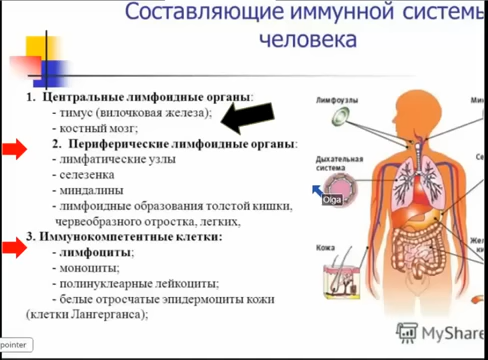 Составляющие иммунной системы
человека
1. Центральные лимфоидные органы:
- тимус (вилочковая железа);
- костный мозг;
2. Периферические лимфоидные органы:
- лимфатические узлы
- селезенка
- миндалины
- лимфоидные образования толстой кишки,
червеобразного отростка, легких,
3. Иммунокомпетентные клетки:
- лимфоциты;
- моноциты;
- полинуклеарные лейкоциты;
- белые отросчатые эпидермоциты кожи
(клетки Лангерганса);
Лимфоузлы
Дыхательная
система
Olga
Кожа
MyShare
pointer